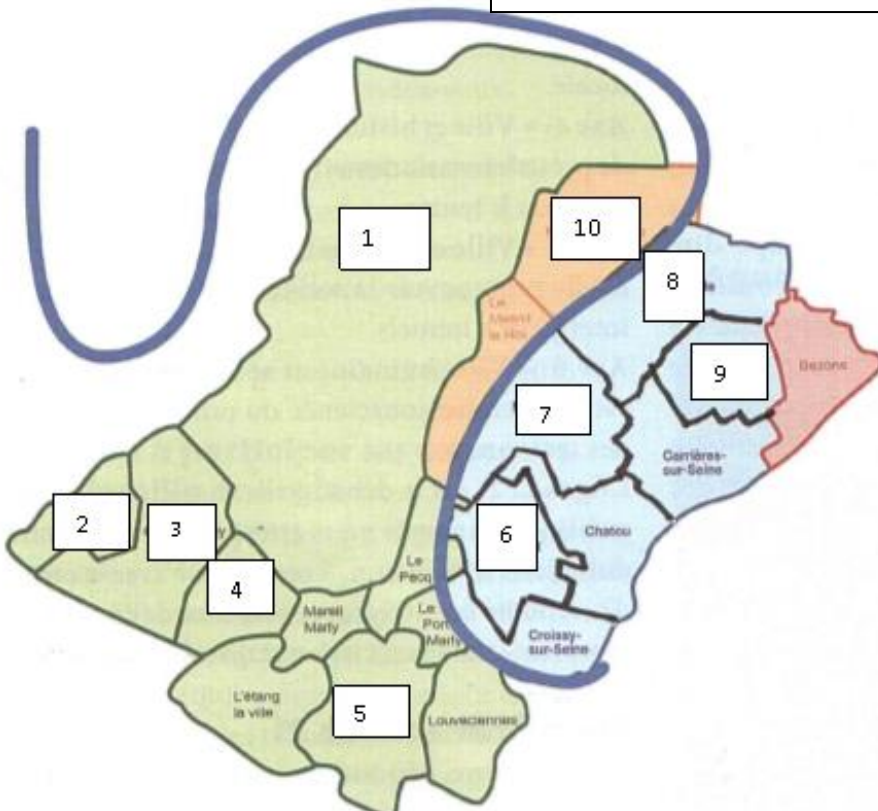 1
10
8
Le
Mesnil
le Roi
Bezons
9
7
Carrières-
sur-Seine
2
3
6
Chatou
4
Le
Pecq
Mareil
Marly
Le
Port
Marly
Croissy-
sur-Seine
L'étang
la ville
5
Louveciennes